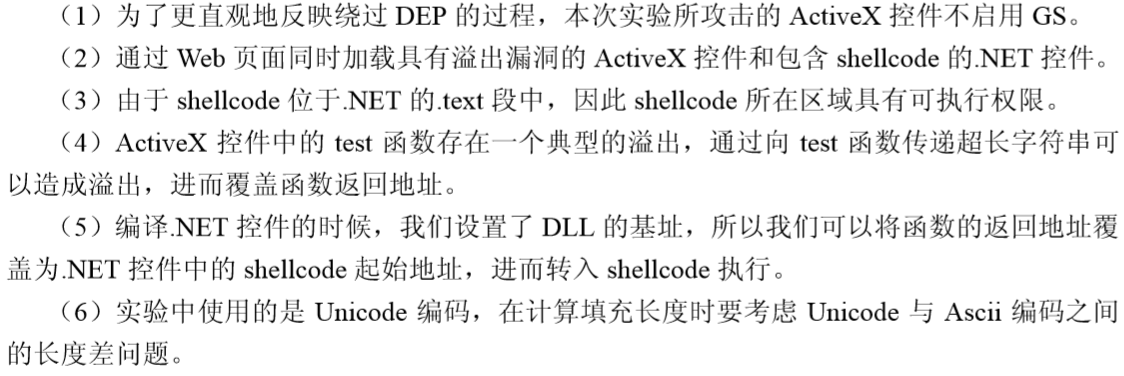 （1）为了更直观地反映绕过 DEP 的过程，本次实验所攻击的 ActiveX 控件不启用 GS。
（2）通过 Web 页面同时加载具有溢出漏洞的 ActiveX 控件和包含 shellcode 的.NET 控件。
（3）由于 shellcode 位于.NET 的.text 段中，因此 shellcode 所在区域具有可执行权限。
（4）ActiveX 控件中的 test 函数存在一个典型的溢出，通过向 test 函数传递超长字符串可
以造成溢出，进而覆盖函数返回地址。
（5）编译.NET 控件的时候，我们设置了 DLL 的基址，所以我们可以将函数的返回地址覆
盖为.NET 控件中的 shellcode 起始地址，进而转入 shellcode 执行。
（6）实验中使用的是 Unicode 编码，在计算填充长度时要考虑 Unicode 与 Ascii 编码之间
的长度差问题。